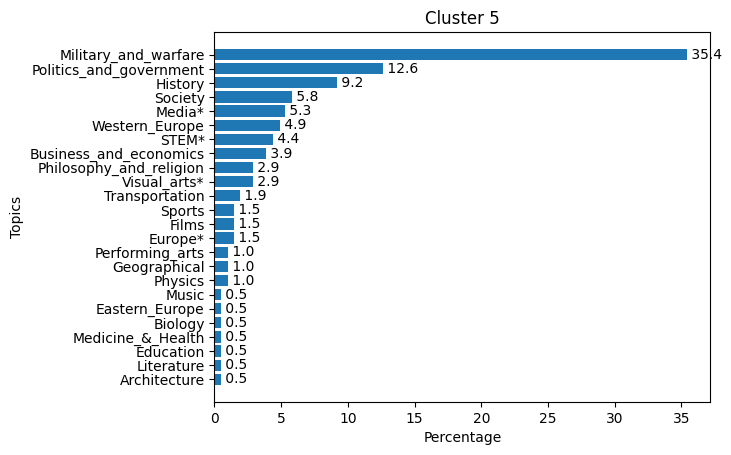 Cluster 5
Topics
Military_and_warfare 35.4
Politics_and_government 12.6
History 9.2
Society 5.8
Media* 5.3
Western_Europe 4.9
STEM* 4.4
Business_and_economics 3.9
Philosophy_and_religion 2.9
Visual_arts* 2.9
Transportation 1.9
Sports 1.5
Films 1.5
Europe* 1.5
Performing_arts 1.0
Geographical 1.0
Physics 1.0
Music 0.5
Eastern_Europe 0.5
Biology 0.5
Medicine_&_Health 0.5
Education 0.5
Literature 0.5
Architecture 0.5
0 5 10 15 20 25 30 35
Percentage